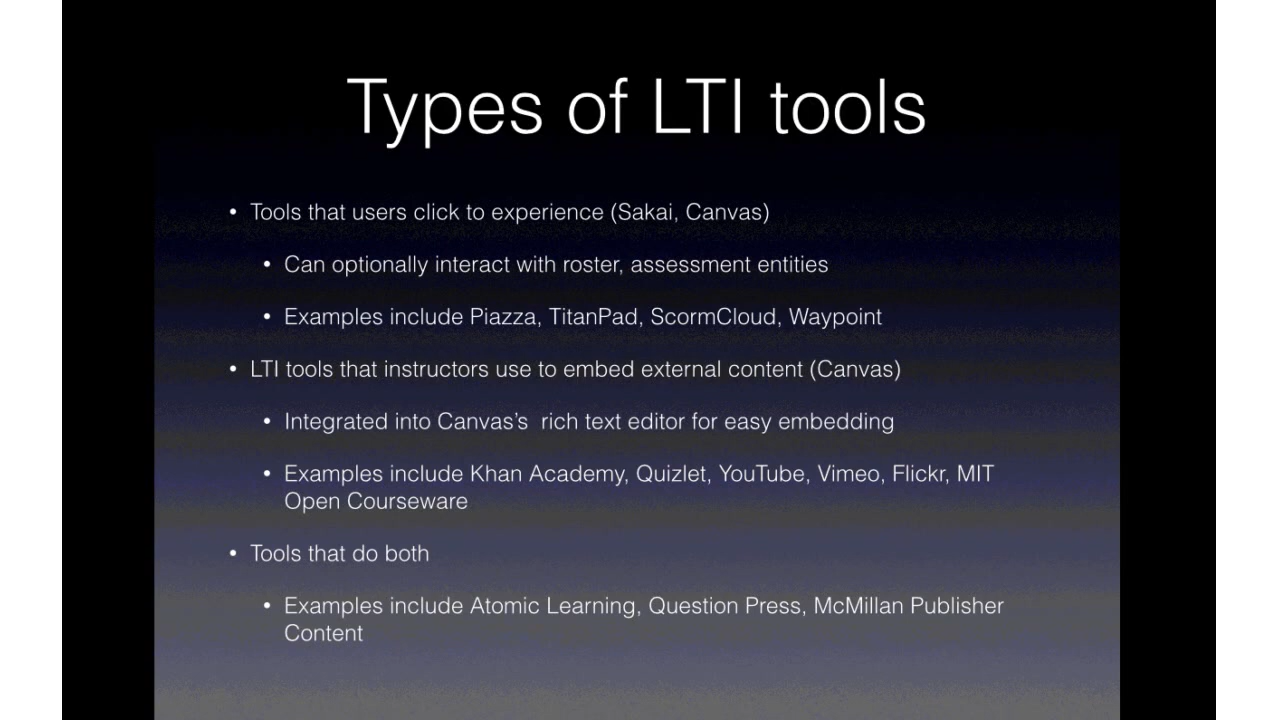 Types of LTI tools
• Tools that users click to experience (Sakai, Canvas)
• Can optionally interact with roster, assessment entities
• Examples include Piazza, TitanPad, ScormCloud, Waypoint
• LTI tools that instructors use to embed external content (Canvas)
• Integrated into Canvas’s  rich text editor for easy embedding
• Examples include Khan Academy, Quizlet, YouTube, Vimeo, Flickr, MIT
Open Courseware
• Tools that do both
• Examples include Atomic Learning, Question Press, McMillan Publisher
Content